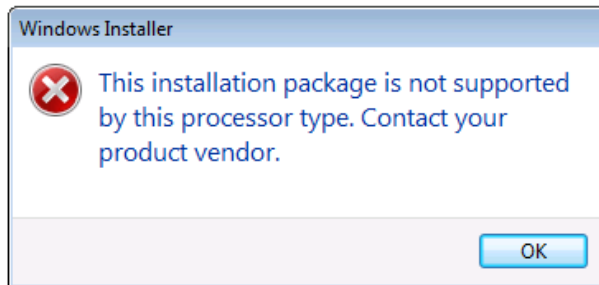 Windows Installer
This installation package is not supported
by this processor type. Contact your
product vendor.
OK